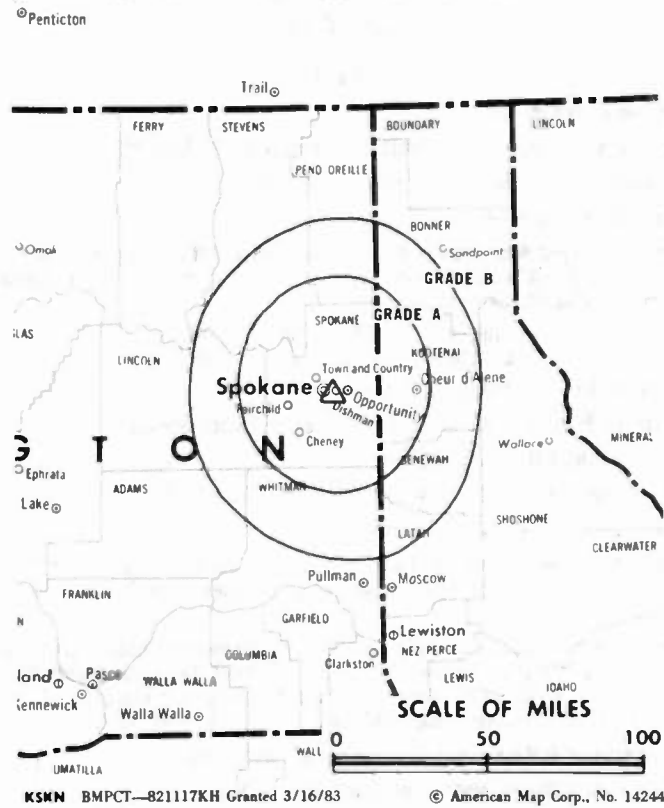 Penticton
Trail
FERRY STEVENS BOUNDARY LINCOLN
PEND OREILLE
BONNER
Omak
Sandpoint
GRADE B
SPOKANE GRADE A
LAS
KOOTENAI
LINCOLN
Town and Country
Spokane Opportunity Coeur d'Alene
Dishman
Fairchild
Cheney
G T O N
Wallace
MINERAL
Ephrata
BENEWAH
ADAMS WHITMAN
Lake
SHOSHONE
LATAH
CLEARWATER
Pullman Moscow
FRANKLIN
N
GARFIELD
Lewiston
COLUMBIA
NEZ PERCE
Clarkston
land Pasco WALLA WALLA
LEWIS
IDAHO
Kennewick
SCALE OF MILES
Walla Walla
0 50 100
WALL
UMATILLA
KSKN BMPCT—821117KH Granted 3/16/83 © American Map Corp., No. 14244